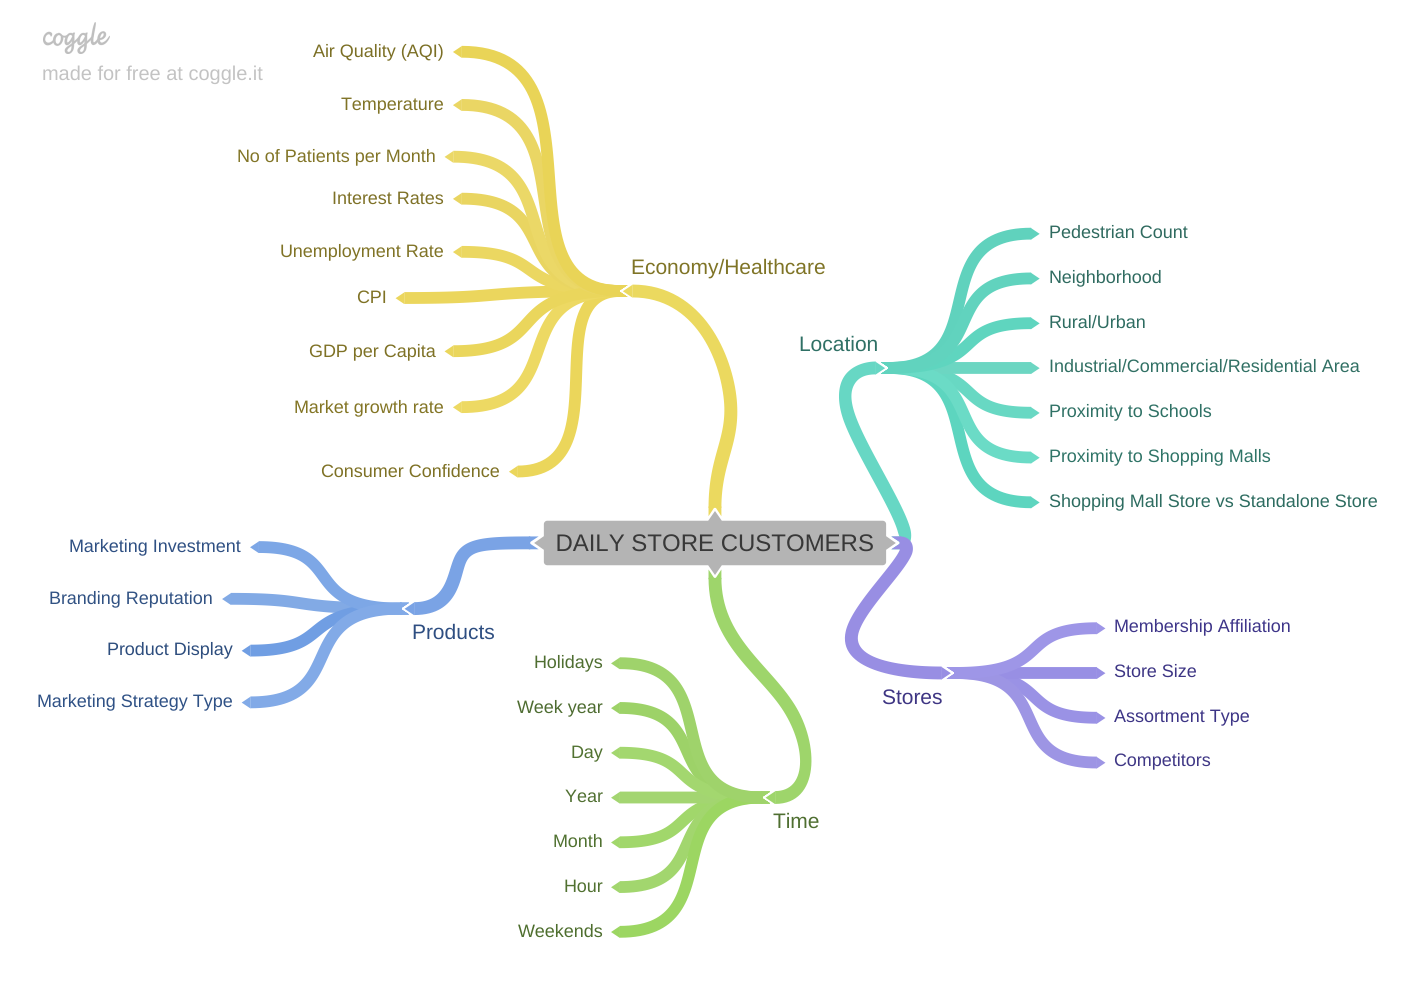 coggle
made for free at coggle.it
Air Quality (AQI)
Temperature
No of Patients per Month
Interest Rates
Unemployment Rate
CPI
GDP per Capita
Market growth rate
Consumer Confidence
Economy/Healthcare
Location
Pedestrian Count
Neighborhood
Rural/Urban
Industrial/Commercial/Residential Area
Proximity to Schools
Proximity to Shopping Malls
Shopping Mall Store vs Standalone Store
DAILY STORE CUSTOMERS
Marketing Investment
Branding Reputation
Product Display
Marketing Strategy Type
Products
Stores
Membership Affiliation
Store Size
Assortment Type
Competitors
Holidays
Week year
Day
Year
Month
Hour
Weekends
Time